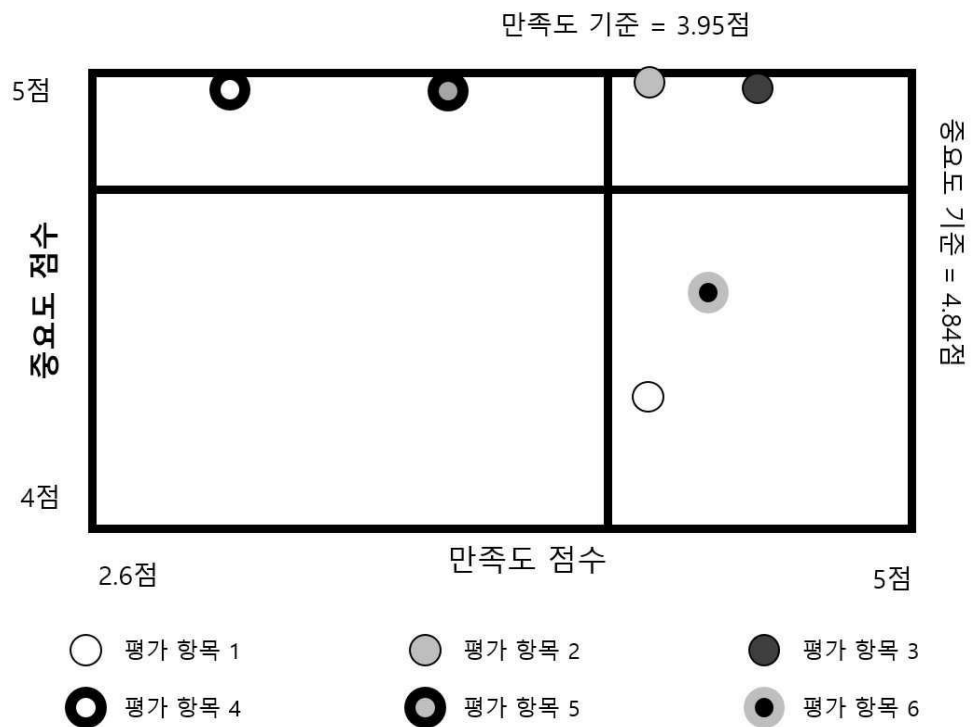 만족도 기준 = 3.95점
5점
중요도 기준 = 4.84점
중요도 점수
4점
만족도 점수
2.6점
5점
평가 항목 1
평가 항목 2
평가 항목 3
평가 항목 4
평가 항목 5
평가 항목 6